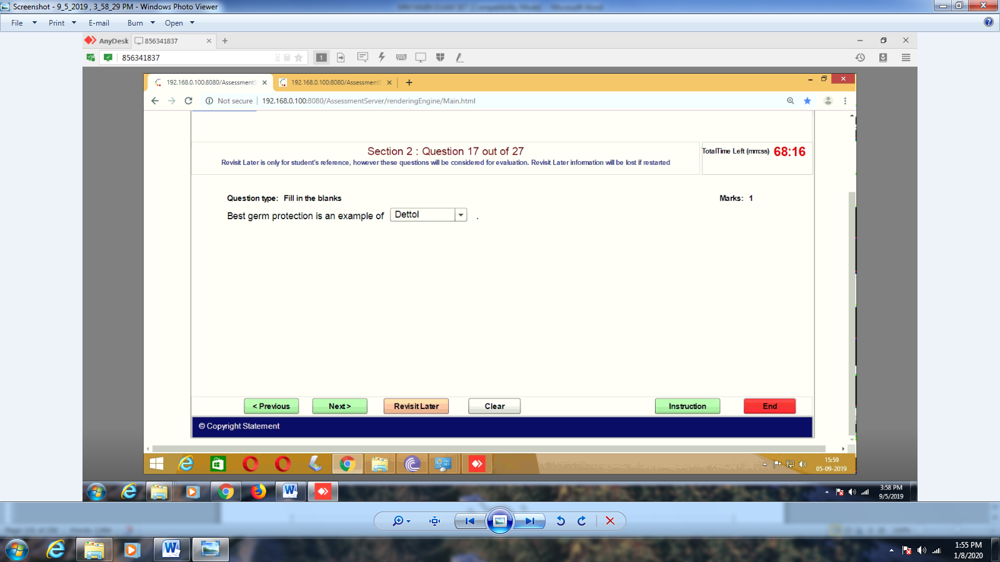 Screenshot - 9_5_2019 , 3_58_29 PM - Windows Photo Viewer
File Print E-mail Burn Open
AnyDesk 856341837
856341837 1
192.168.0.100:8080/AssessmentS 192.168.0.100:8080/AssessmentS
Not secure 192.168.0.100:8080/AssessmentServer/renderingEngine/Main.html
Section 2 : Question 17 out of 27
TotalTime Left (mm:ss) 68:16
Revisit Later is only for student's reference, however these questions will be considered for evaluation. Revisit Later information will be lost if restarted
Question type: Fill in the blanks Marks: 1
Best germ protection is an example of Dettol .
< Previous Next > Revisit Later Clear Instruction End
© Copyright Statement
15:59
05-09-2019
3:58 PM
9/5/2019
1:55 PM
1/8/2020